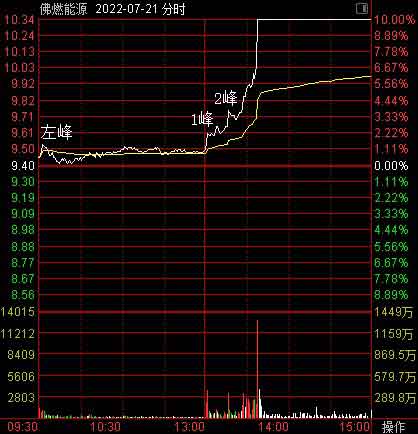 佛燃能源 2022-07-21 分时
10.34 10.00%
10.24 8.89%
10.13 7.78%
10.03 6.67%
9.92 5.56%
9.82 4.44%
9.71 3.33%
9.61 2.22%
9.50 1.11%
9.40 0.00%
9.30 1.11%
9.19 2.22%
9.09 3.33%
8.98 4.44%
8.88 5.56%
8.77 6.67%
8.67 7.78%
8.56 8.89%
左峰
1峰
2峰
14015 1449万
11212 1159万
8409 869.5万
5606 579.7万
2803 289.8万
09:30 10:30 13:00 14:00 15:00 操作